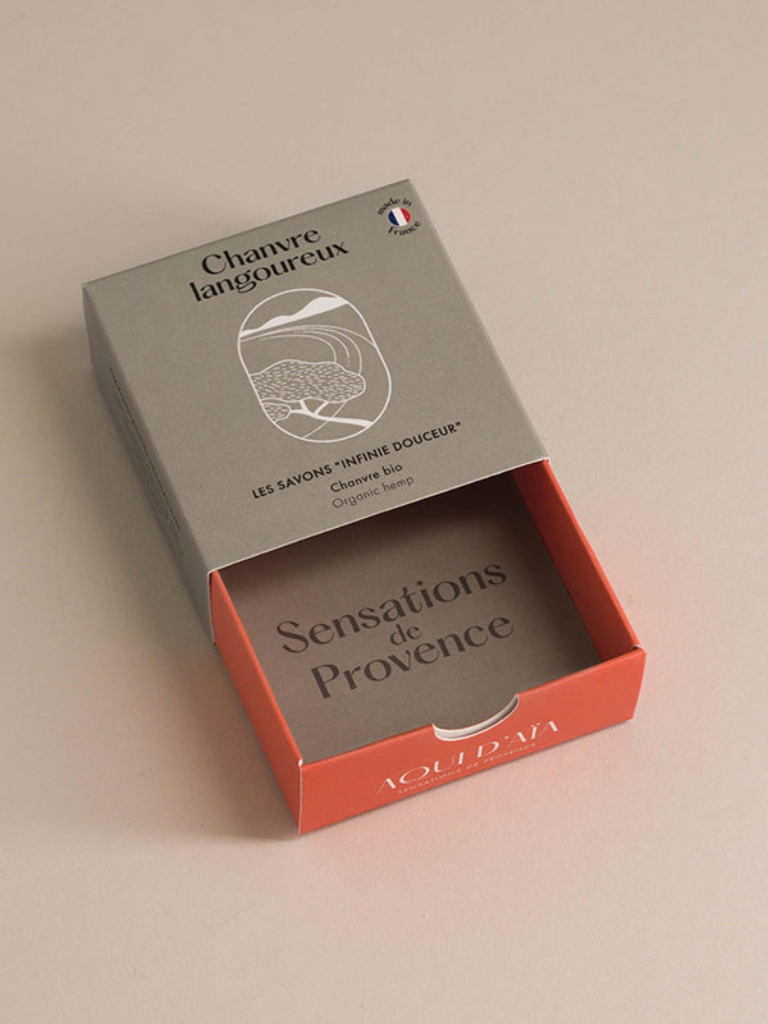 made in
France
Chanvre
langoureux
LES SAVONS "INFINIE DOUCEUR"
Chanvre bio
Organic hemp
Sensations
de
Provence
AQUI D'AÏA
SENSATIONS DE PROVENCE